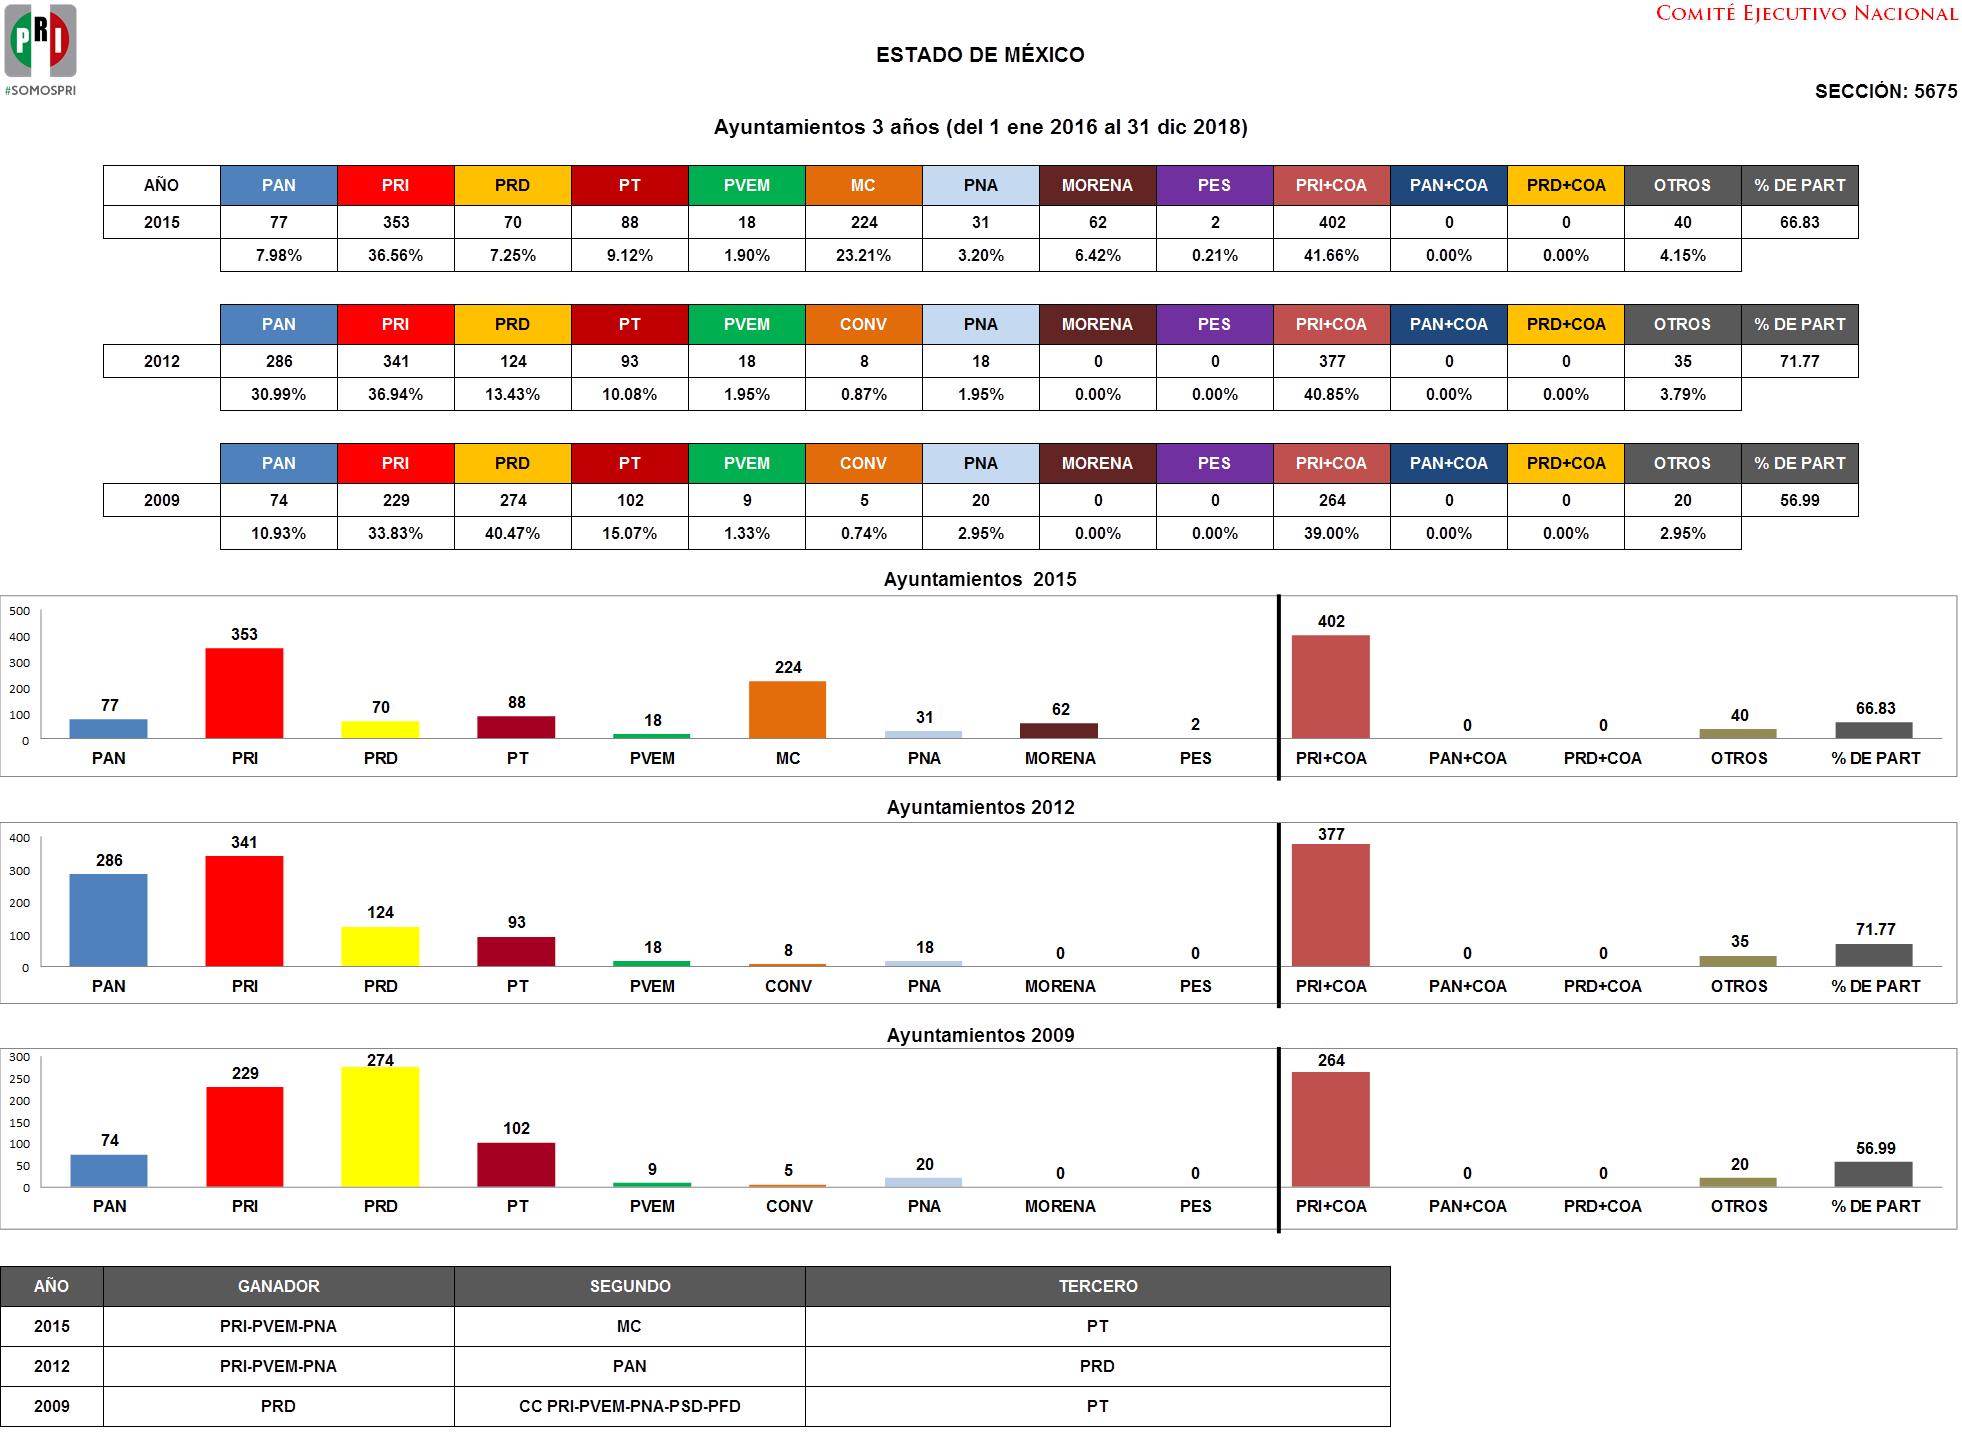 COMITÉ EJECUTIVO NACIONAL
PRI
#SOMOSPRI
ESTADO DE MÉXICO
SECCIÓN: 5675
Ayuntamientos 3 años (del 1 ene 2016 al 31 dic 2018)
AÑO PAN PRI PRD PT PVEM MC PNA MORENA PES PRI+COA PAN+COA PRD+COA OTROS % DE PART
2015 77 353 70 88 18 224 31 62 2 402 0 0 40 66.83
7.98% 36.56% 7.25% 9.12% 1.90% 23.21% 3.20% 6.42% 0.21% 41.66% 0.00% 0.00% 4.15%
PAN PRI PRD PT PVEM CONV PNA MORENA PES PRI+COA PAN+COA PRD+COA OTROS % DE PART
2012 286 341 124 93 18 8 18 0 0 377 0 0 35 71.77
30.99% 36.94% 13.43% 10.08% 1.95% 0.87% 1.95% 0.00% 0.00% 40.85% 0.00% 0.00% 3.79%
PAN PRI PRD PT PVEM CONV PNA MORENA PES PRI+COA PAN+COA PRD+COA OTROS % DE PART
2009 74 229 274 102 9 5 20 0 0 264 0 0 20 56.99
10.93% 33.83% 40.47% 15.07% 1.33% 0.74% 2.95% 0.00% 0.00% 39.00% 0.00% 0.00% 2.95%
Ayuntamientos 2015
500
400
300
200
100
0
77 353 70 88 18 224 31 62 2 402 0 0 40 66.83
PAN PRI PRD PT PVEM MC PNA MORENA PES PRI+COA PAN+COA PRD+COA OTROS % DE PART
Ayuntamientos 2012
400
300
200
100
0
286 341 124 93 18 8 18 0 0 377 0 0 35 71.77
PAN PRI PRD PT PVEM CONV PNA MORENA PES PRI+COA PAN+COA PRD+COA OTROS % DE PART
Ayuntamientos 2009
300
250
200
150
100
50
0
74 229 274 102 9 5 20 0 0 264 0 0 20 56.99
PAN PRI PRD PT PVEM CONV PNA MORENA PES PRI+COA PAN+COA PRD+COA OTROS % DE PART
AÑO GANADOR SEGUNDO TERCERO
2015 PRI-PVEM-PNA MC PT
2012 PRI-PVEM-PNA PAN PRD
2009 PRD CC PRI-PVEM-PNA-PSD-PFD PT